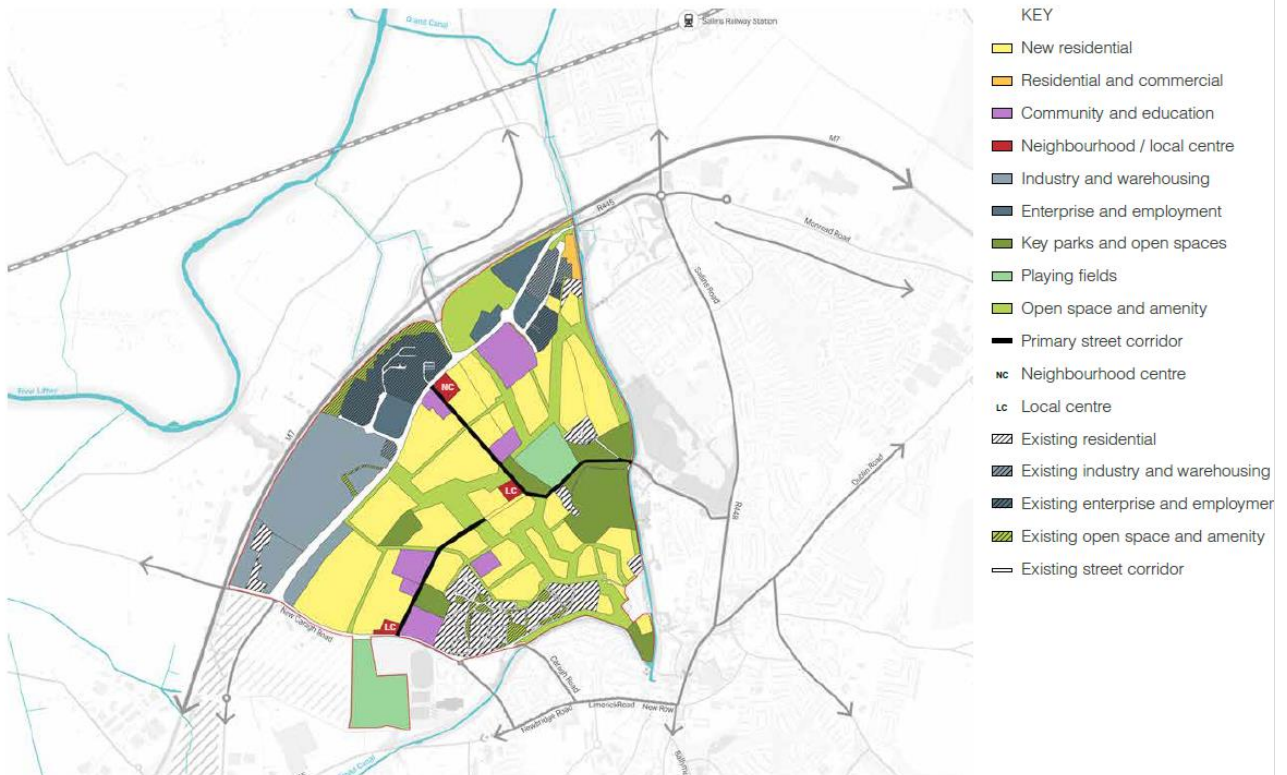 Grand Canal
Sallins Railway Station
M7
R445
Monread Road
Sallins Road
River Liffey
M7
NC
LC
Dublin Road
R448
LC
New Caragh Road
Caragh Road
Newbridge Road
Limerick Road
New Row
Grand Canal
KEY
New residential
Residential and commercial
Community and education
Neighbourhood / local centre
Industry and warehousing
Enterprise and employment
Key parks and open spaces
Playing fields
Open space and amenity
Primary street corridor
NC Neighbourhood centre
LC Local centre
Existing residential
Existing industry and warehousing
Existing enterprise and employmer
Existing open space and amenity
Existing street corridor